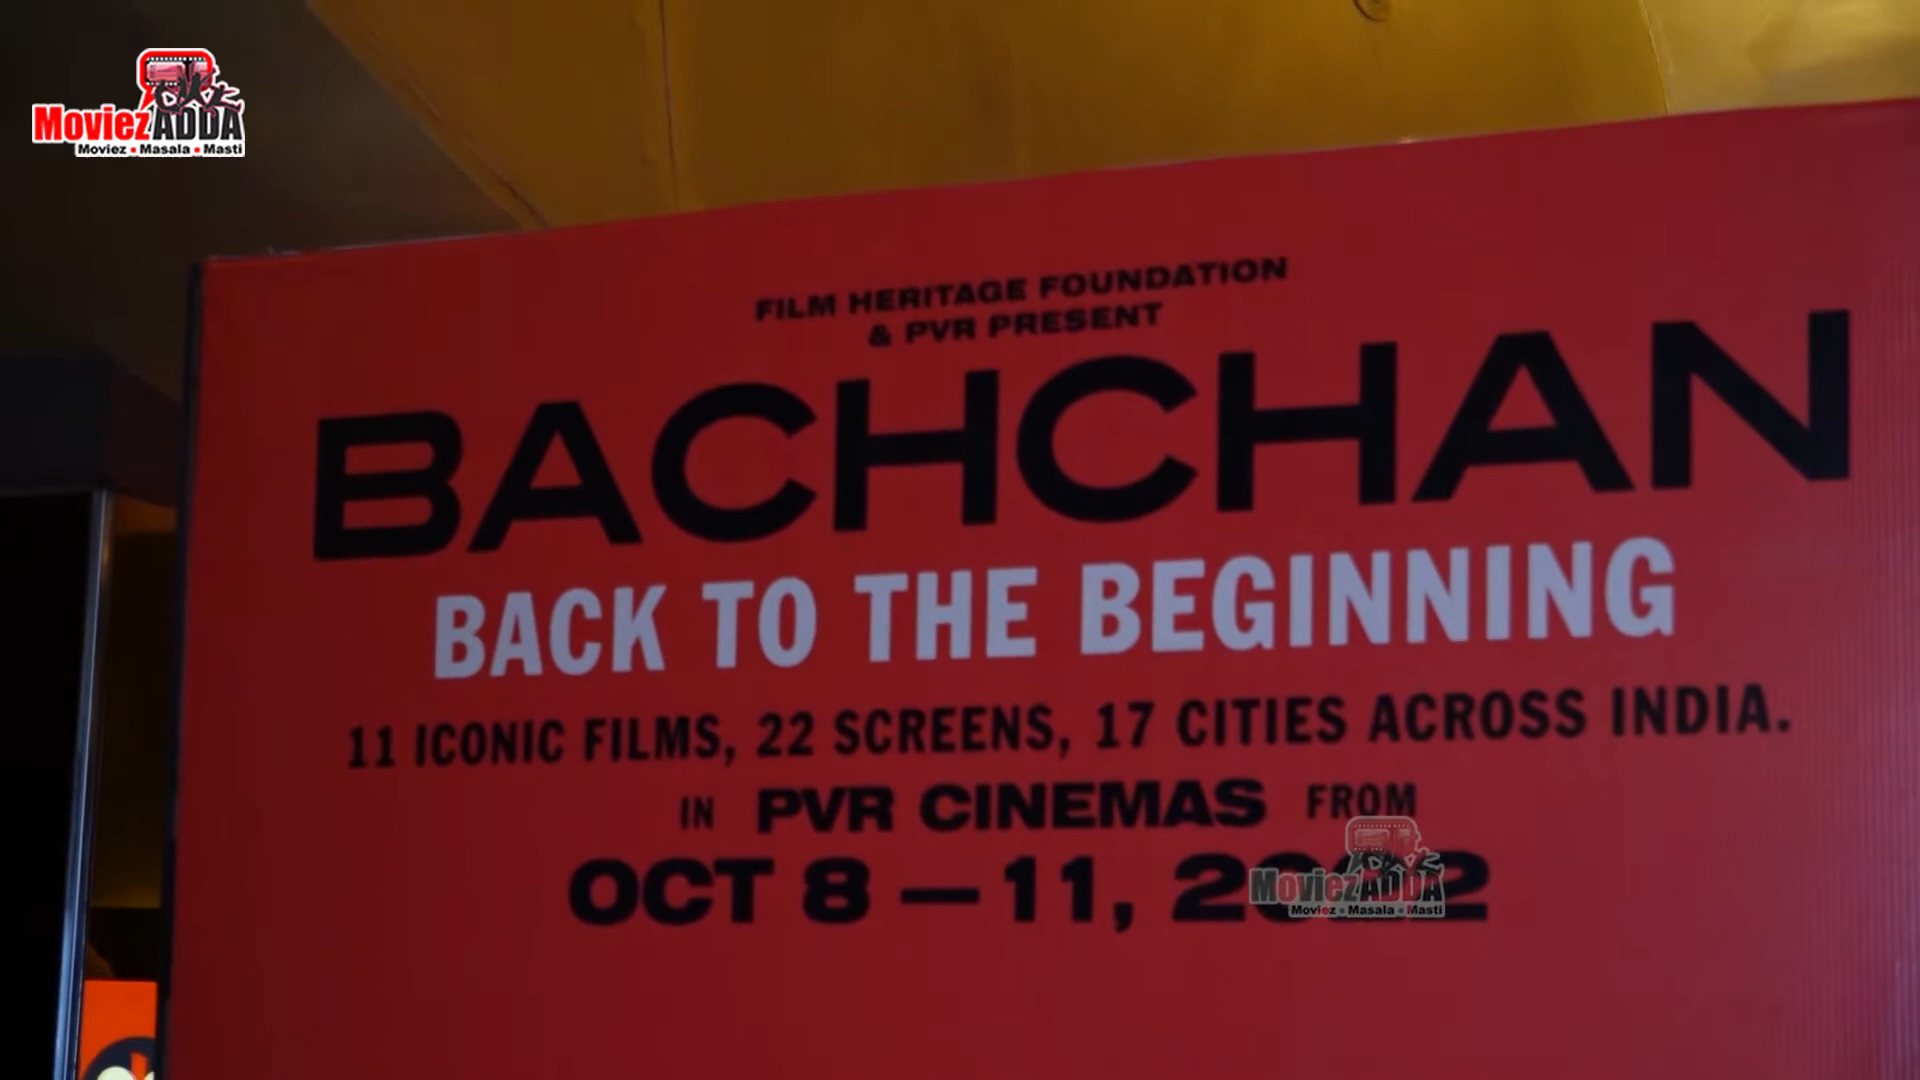 MoviezADDA
Moviez ▪ Masala ▪ Masti
FILM HERITAGE FOUNDATION
& PVR PRESENT
BACHCHAN
BACK TO THE BEGINNING
11 ICONIC FILMS, 22 SCREENS, 17 CITIES ACROSS INDIA.
IN PVR CINEMAS FROM
OCT 8 – 11, 2022
MoviezADDA
Moviez ▪ Masala ▪ Masti